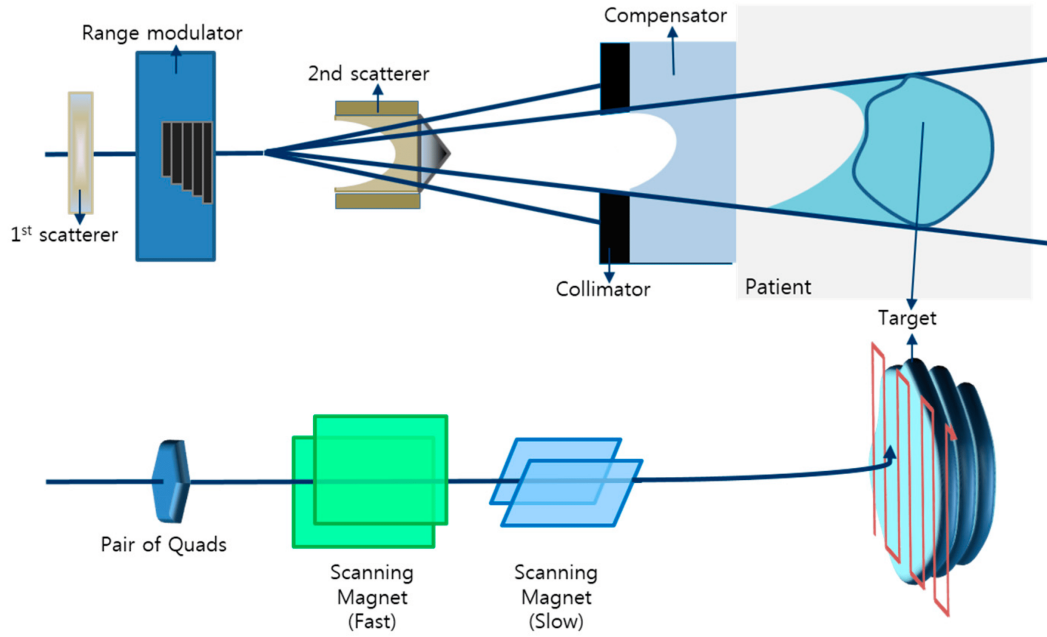 Compensator
Range modulator
2nd scatterer
1st scatterer
Collimator
Patient
Target
Pair of Quads
Scanning
Magnet
(Fast)
Scanning
Magnet
(Slow)